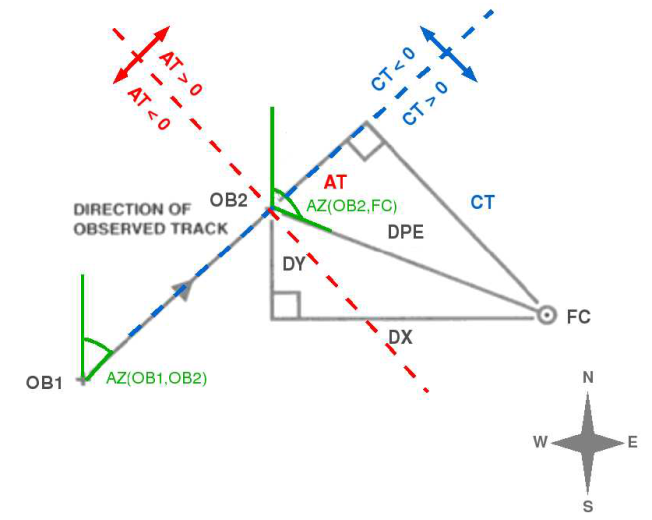 AT > 0
AT < 0
CT < 0
CT > 0
OB2
AT
AZ(OB2,FC)
CT
DIRECTION OF
OBSERVED TRACK
DPE
DY
FC
DX
OB1
AZ(OB1,OB2)
N
W
E
S